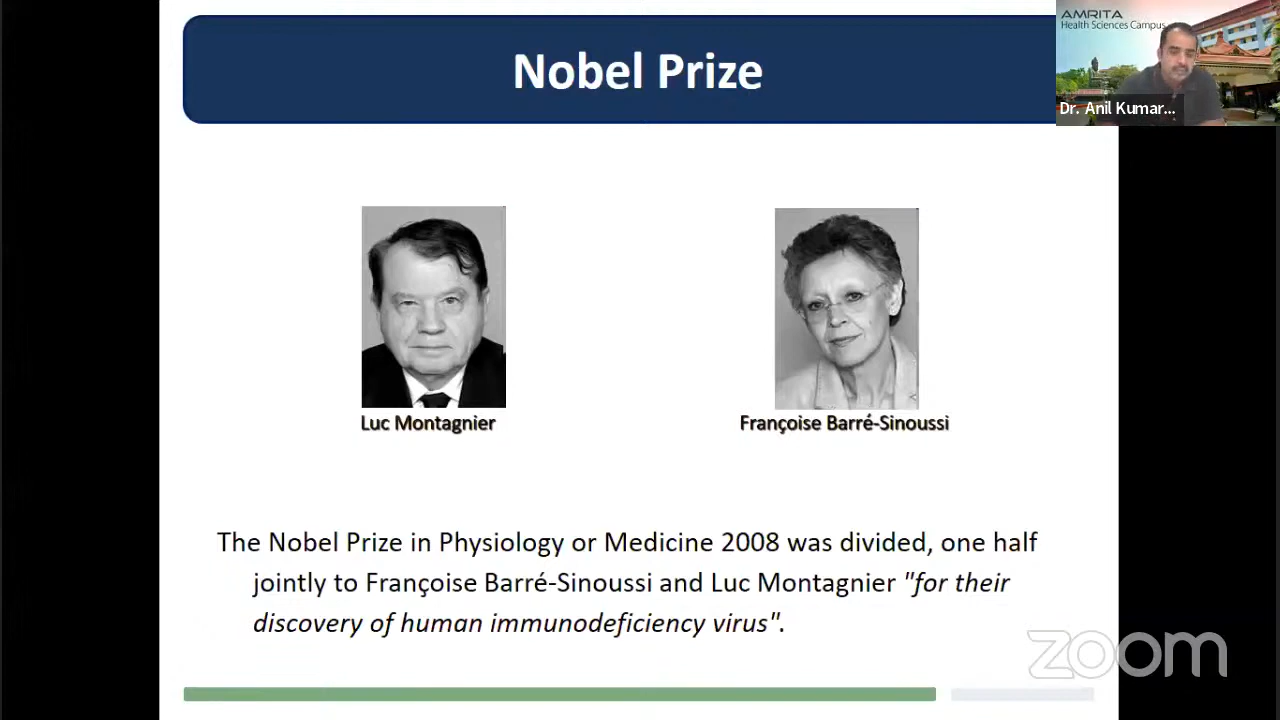 Nobel Prize
AMRITA
Health Sciences Campus
Dr. Anil Kumar...
Luc Montagnier
Françoise Barré-Sinoussi
The Nobel Prize in Physiology or Medicine 2008 was divided, one half
jointly to Françoise Barré-Sinoussi and Luc Montagnier "for their
discovery of human immunodeficiency virus".
zoom